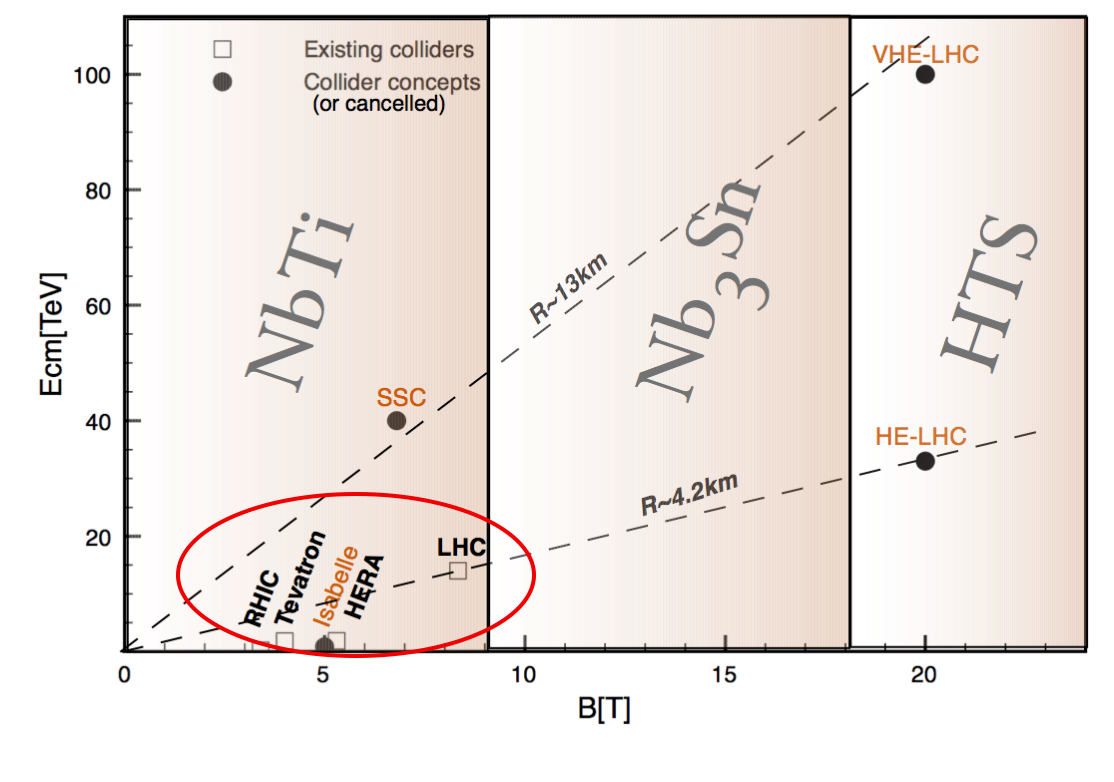 Existing colliders
Collider concepts
(or cancelled)
VHE-LHC
100
80
60
40
20
Ecm[TeV]
NbTi
Nb3Sn
HTS
R~13km
SSC
HE-LHC
R~4.2km
LHC
RHIC
Tevatron
Isabelle
HERA
0
5
10
15
20
B[T]